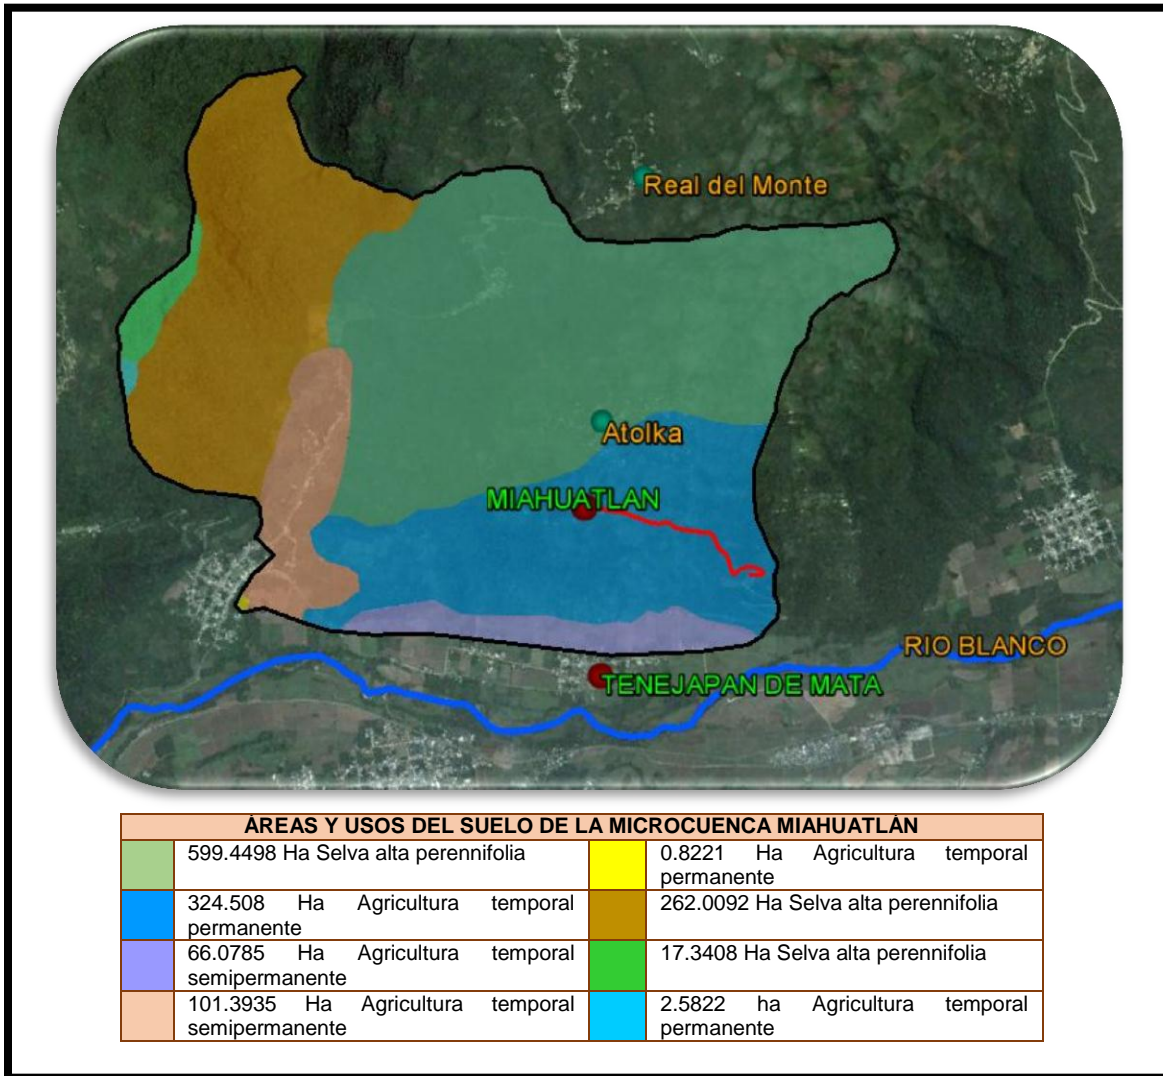 Real del Monte
Atolka
MIAHUATLAN
RIO BLANCO
TENEJAPAN DE MATA
ÁREAS Y USOS DEL SUELO DE LA MICROCUENCA MIAHUATLÁN
599.4498 Ha Selva alta perennifolia
0.8221 Ha Agricultura temporal
permanente
324.508 Ha Agricultura temporal
permanente
262.0092 Ha Selva alta perennifolia
66.0785 Ha Agricultura temporal
semipermanente
17.3408 Ha Selva alta perennifolia
101.3935 Ha Agricultura temporal
semipermanente
2.5822 ha Agricultura temporal
permanente